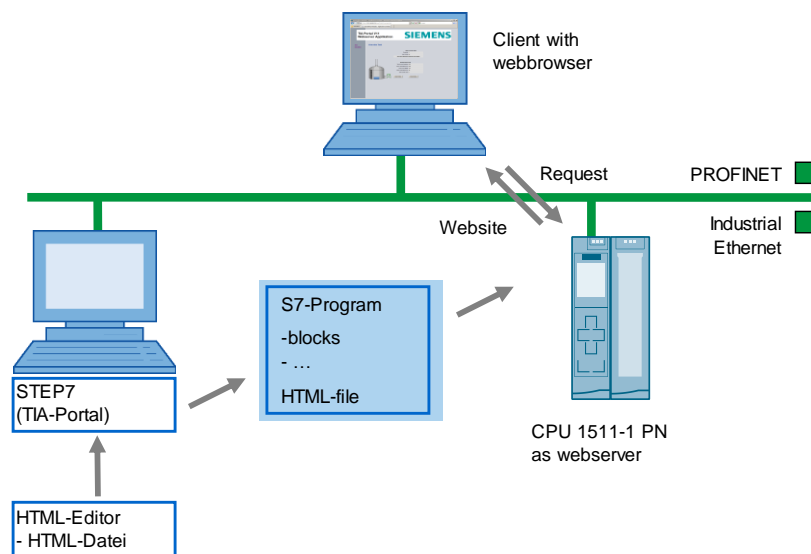 SIEMENS
Client with
webbrowser
Request
PROFINET
Website
Industrial
Ethernet
S7-Program
-blocks
- ...
HTML-file
STEP7
(TIA-Portal)
CPU 1511-1 PN
as webserver
HTML-Editor
- HTML-Datei